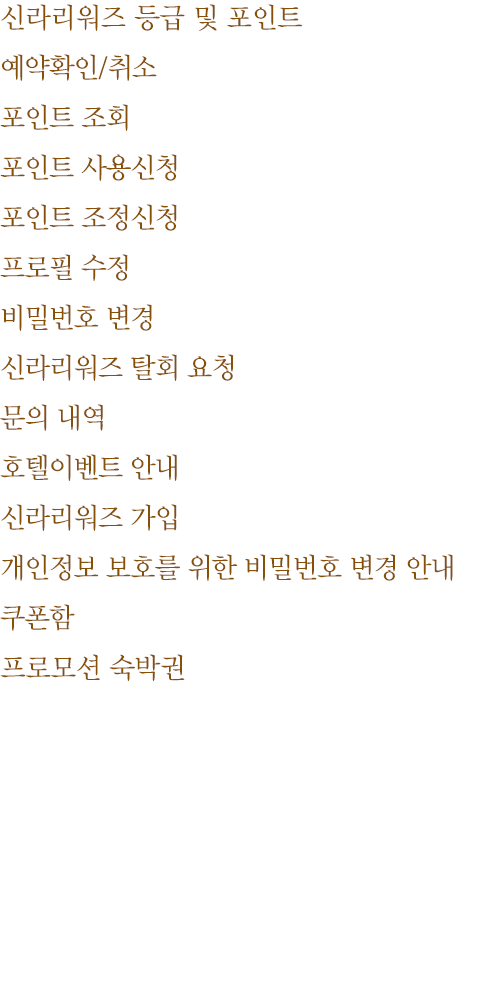 신라리워즈 등급 및 포인트
예약확인/취소
포인트 조회
포인트 사용신청
포인트 조정신청
프로필 수정
비밀번호 변경
신라리워즈 탈회 요청
문의 내역
호텔이벤트 안내
신라리워즈 가입
개인정보 보호를 위한 비밀번호 변경 안내
쿠폰함
프로모션 숙박권